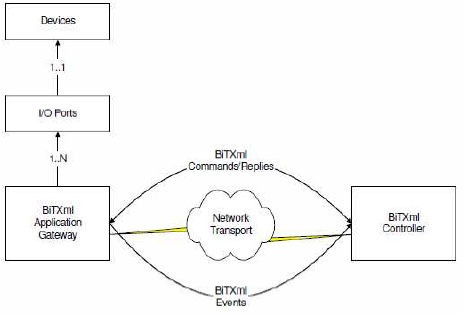 Devices
1..1
I/O Ports
1..N
BiTXml
Commands/Replies
BiTXml
Application
Gateway
Network
Transport
BiTXml
Controller
BiTXml
Events